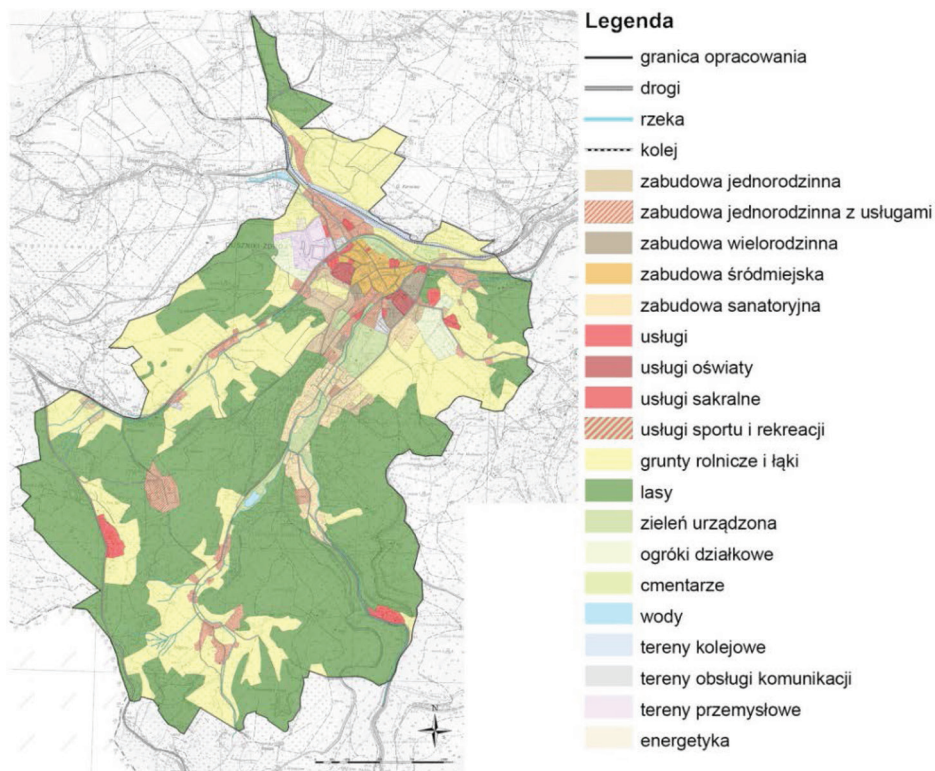 Legenda
granica opracowania
drogi
rzeka
kolej
zabudowa jednorodzinna
zabudowa jednorodzinna z usługami
zabudowa wielorodzinna
zabudowa śródmiejska
zabudowa sanatoryjna
usługi
usługi oświaty
usługi sakralne
usługi sportu i rekreacji
grunty rolnicze i łąki
lasy
zieleń urządzona
ogróki działkowe
cmentarze
wody
tereny kolejowe
tereny obsługi komunikacji
tereny przemysłowe
energetyka
N